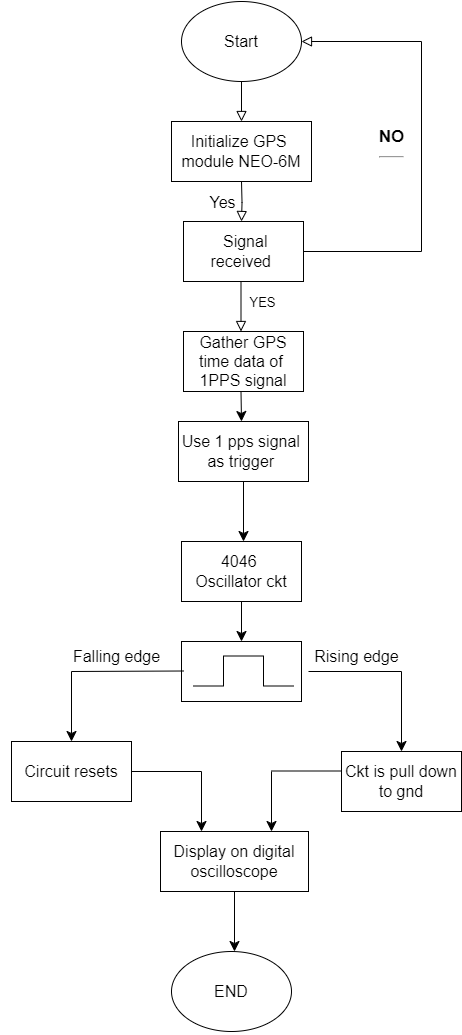 Start
NO
Initialize GPS
module NEO-6M
Yes
Signal
received
YES
Gather GPS
time data of
1PPS signal
Use 1 pps signal
as trigger
4046
Oscillator ckt
Falling edge
Rising edge
Circuit resets
Ckt is pull down
to gnd
Display on digital
oscilloscope
END